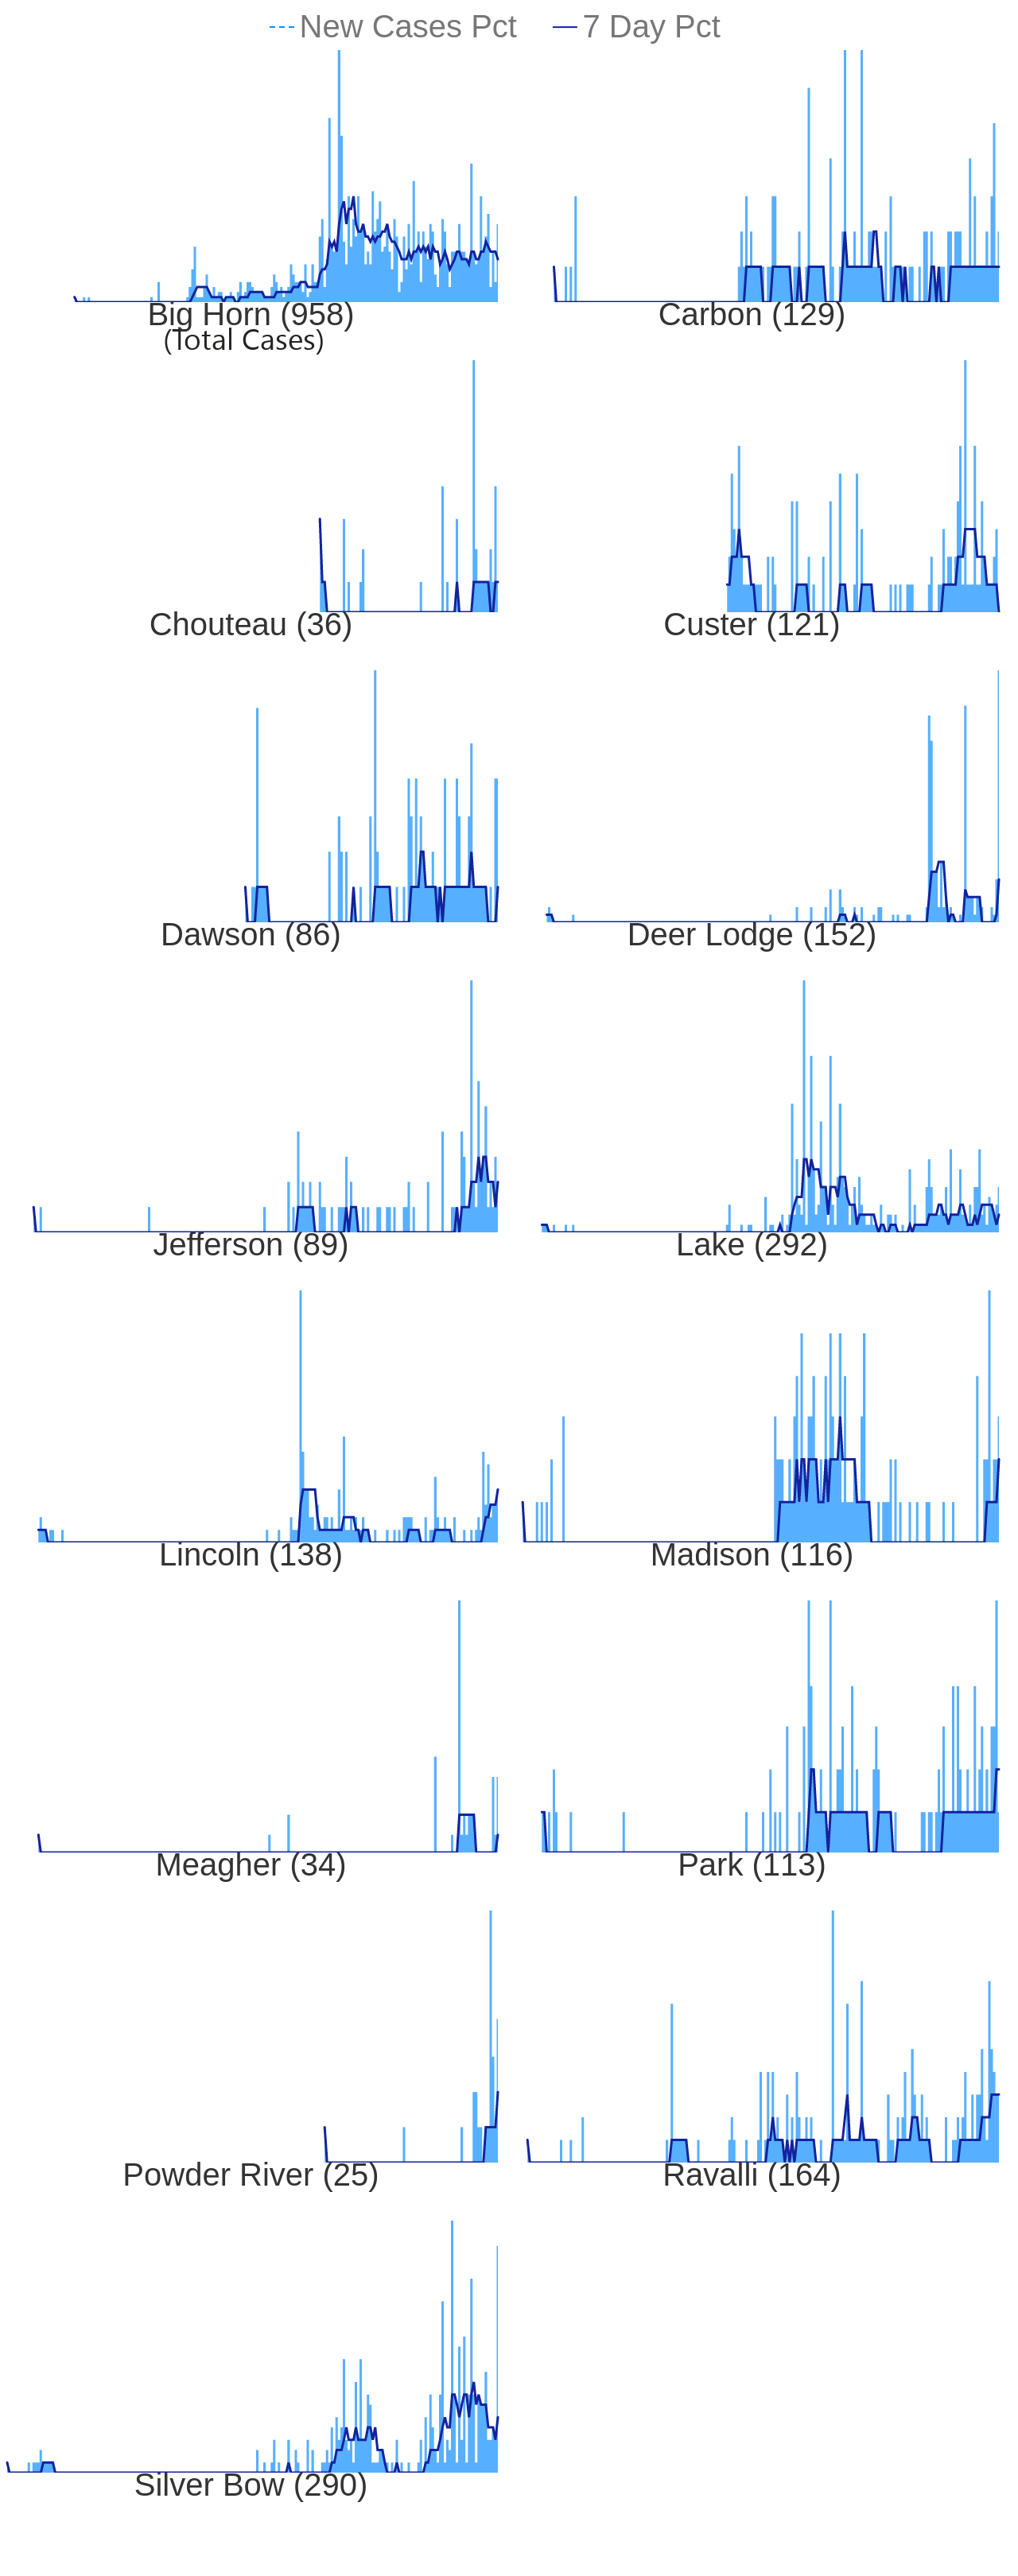 New Cases Pct 7 Day Pct
Big Horn (958) Carbon (129)
(Total Cases)
Chouteau (36) Custer (121)
Dawson (86) Deer Lodge (152)
Jefferson (89) Lake (292)
Lincoln (138) Madison (116)
Meagher (34) Park (113)
Powder River (25) Ravalli (164)
Silver Bow (290)